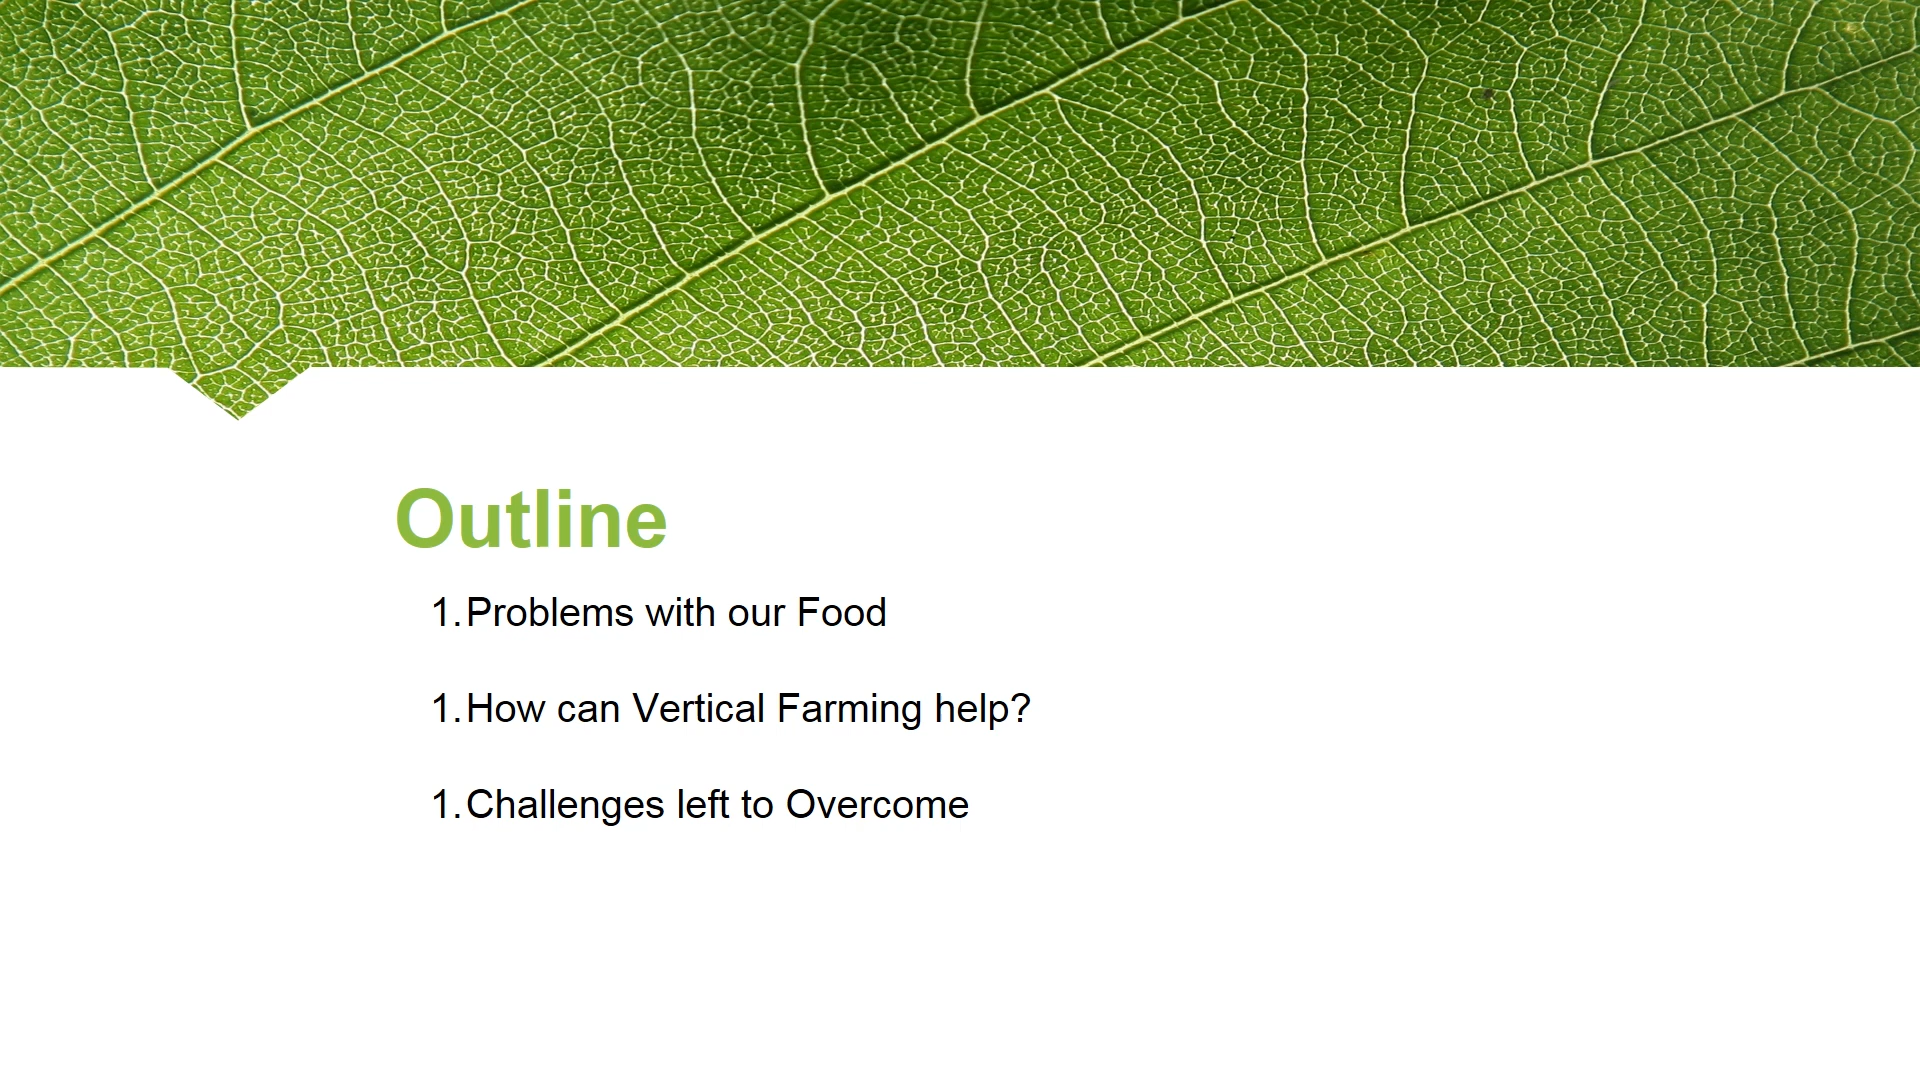 Outline
1.Problems with our Food
1.How can Vertical Farming help?
1.Challenges left to Overcome